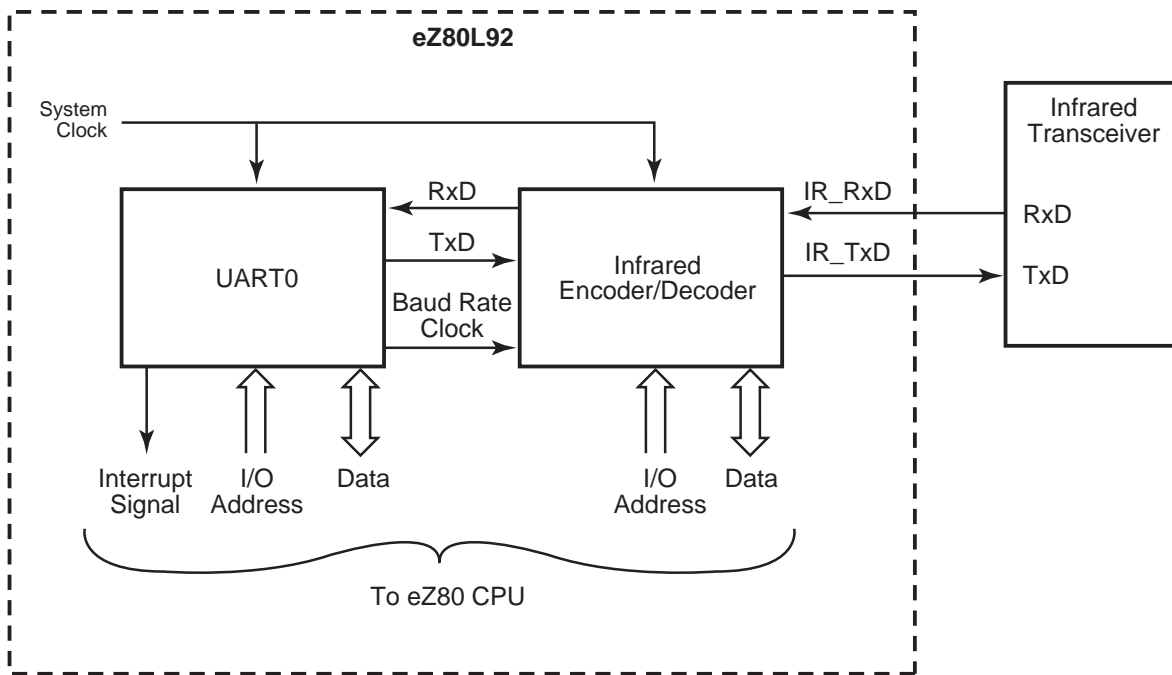 eZ80L92
System
Clock
Infrared
Transceiver
RxD
IR_RxD
RxD
TxD
IR_TxD
TxD
UART0
Infrared
Encoder/Decoder
Baud Rate
Clock
Interrupt
Signal
I/O
Address
Data
I/O
Address
Data
To eZ80 CPU